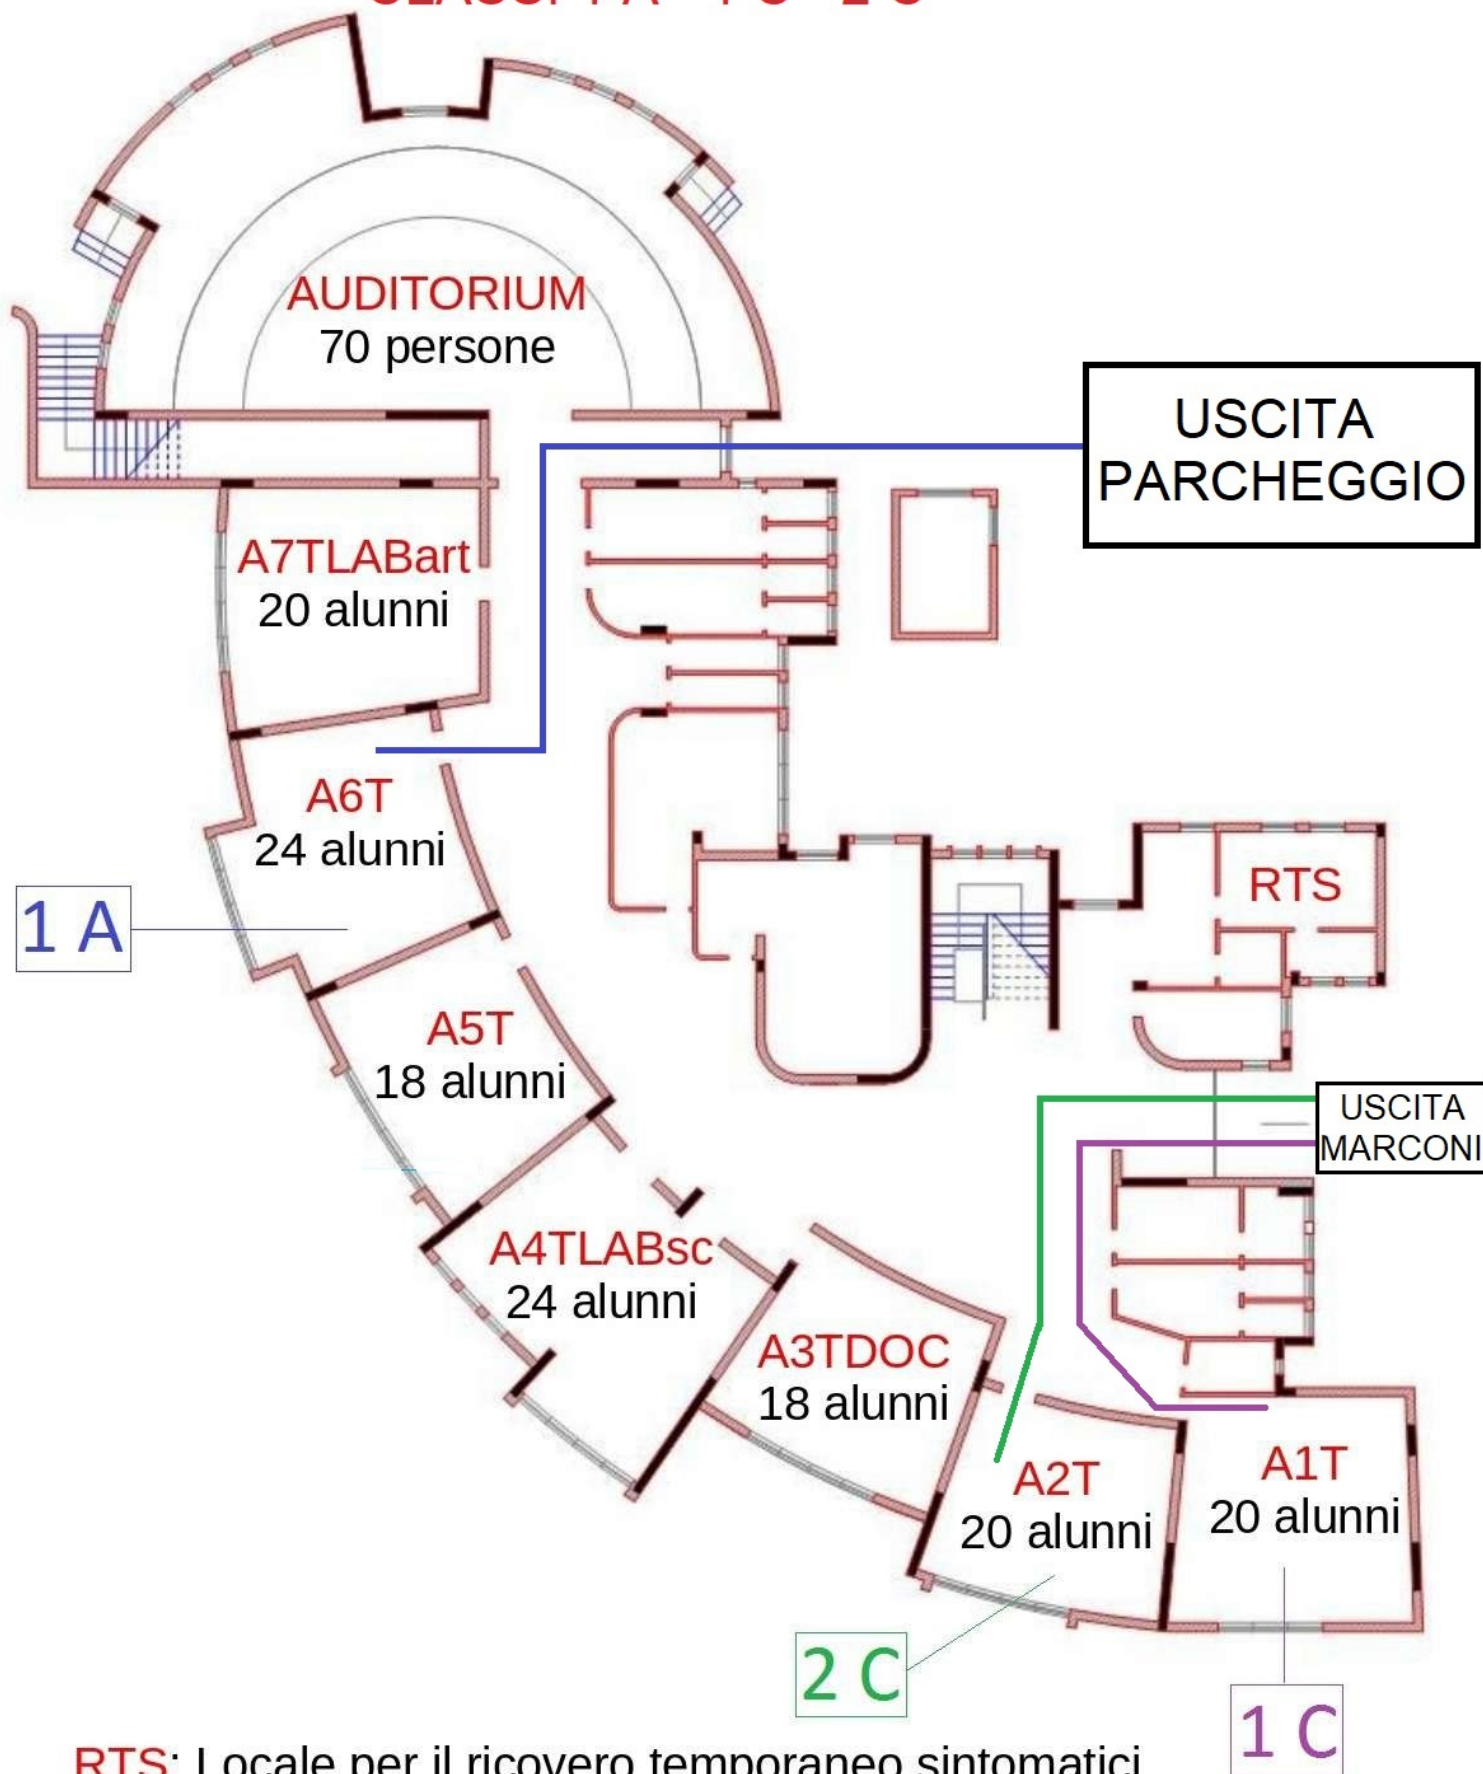 AUDITORIUM
70 persone
USCITA
PARCHEGGIO
A7TLABart
20 alunni
A6T
24 alunni
RTS
1 A
A5T
18 alunni
USCITA
MARCONI
A4TLABsc
24 alunni
A3TDOC
18 alunni
A1T
20 alunni
A2T
20 alunni
2 C
1 C
RTS: Locale per il ricovero temporaneo sintomatici